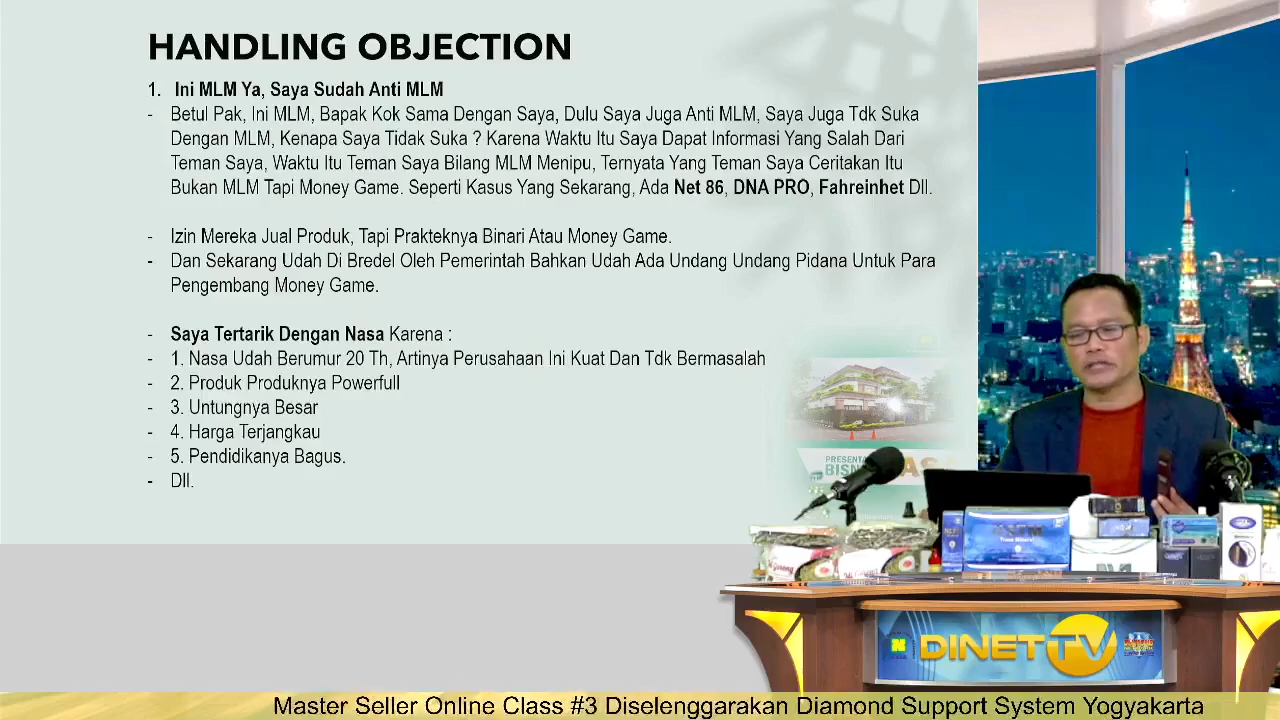 HANDLING OBJECTION
1. Ini MLM Ya, Saya Sudah Anti MLM
- Betul Pak, Ini MLM, Bapak Kok Sama Dengan Saya, Dulu Saya Juga Anti MLM, Saya Juga Tdk Suka
Dengan MLM, Kenapa Saya Tidak Suka ? Karena Waktu Itu Saya Dapat Informasi Yang Salah Dari
Teman Saya, Waktu Itu Teman Saya Bilang MLM Menipu, Ternyata Yang Teman Saya Ceritakan Itu
Bukan MLM Tapi Money Game. Seperti Kasus Yang Sekarang, Ada Net 86, DNA PRO, Fahreinhet Dll.
- Izin Mereka Jual Produk, Tapi Prakteknya Binari Atau Money Game.
- Dan Sekarang Udah Di Bredel Oleh Pemerintah Bahkan Udah Ada Undang Undang Pidana Untuk Para
Pengembang Money Game.
- Saya Tertarik Dengan Nasa Karena :
- 1. Nasa Udah Berumur 20 Th, Artinya Perusahaan Ini Kuat Dan Tdk Bermasalah
- 2. Produk Produknya Powerfull
- 3. Untungnya Besar
- 4. Harga Terjangkau
- 5. Pendidikanya Bagus.
- Dll.
DINET TV
Master Seller Online Class #3 Diselenggarakan Diamond Support System Yogyakarta